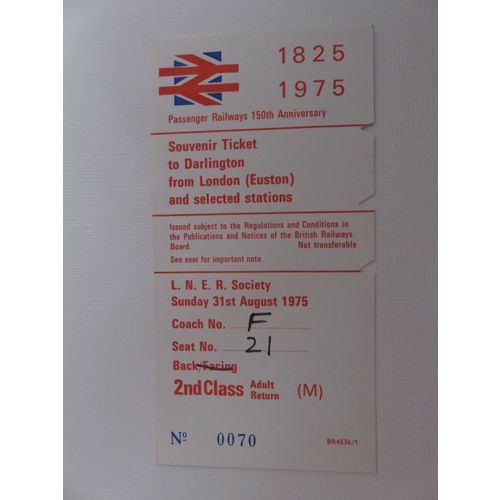 1825
1975
Passenger Railways 150th Anniversary
Souvenir Ticket
to Darlington
from London (Euston)
and selected stations
Issued subject to the Regulations and Conditions in
the Publications and Notices of the British Railways
Board. Not transferable
See over for important note.
L. N. E. R. Society
Sunday 31st August 1975
Coach No. F
Seat No. 21
Back/Facing
2nd Class Adult Return (M)
Nº 0070 BR4536/1